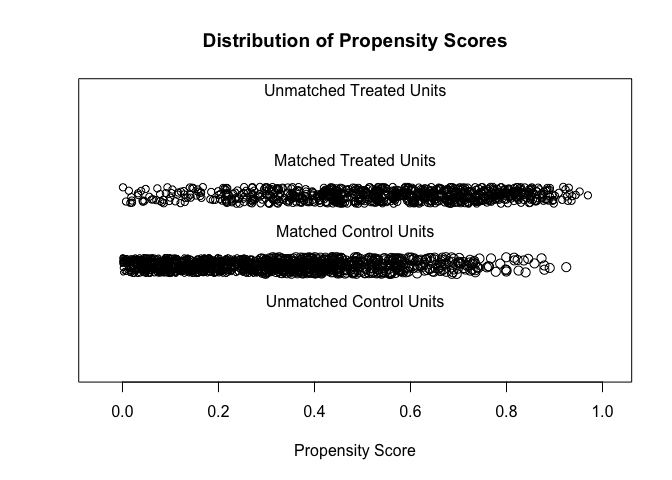 Distribution of Propensity Scores
Unmatched Treated Units
Matched Treated Units
Matched Control Units
Unmatched Control Units
0.0 0.2 0.4 0.6 0.8 1.0
Propensity Score